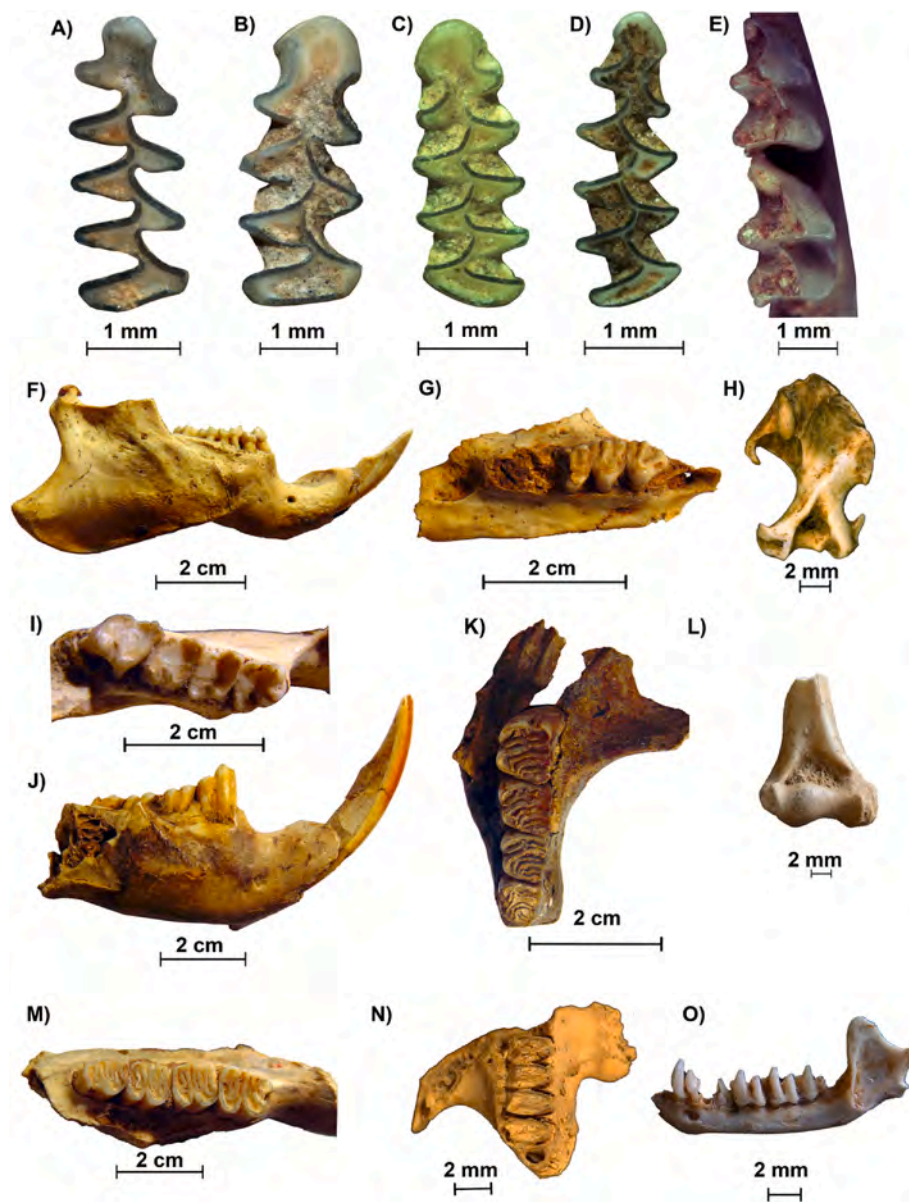 A) B) C) D) E)
1 mm 1 mm 1 mm 1 mm 1 mm
F) G) H)
2 cm 2 cm 2 mm
I) K) L)
2 cm
J)
2 mm
2 cm 2 cm
M) N) O)
2 cm 2 mm 2 mm